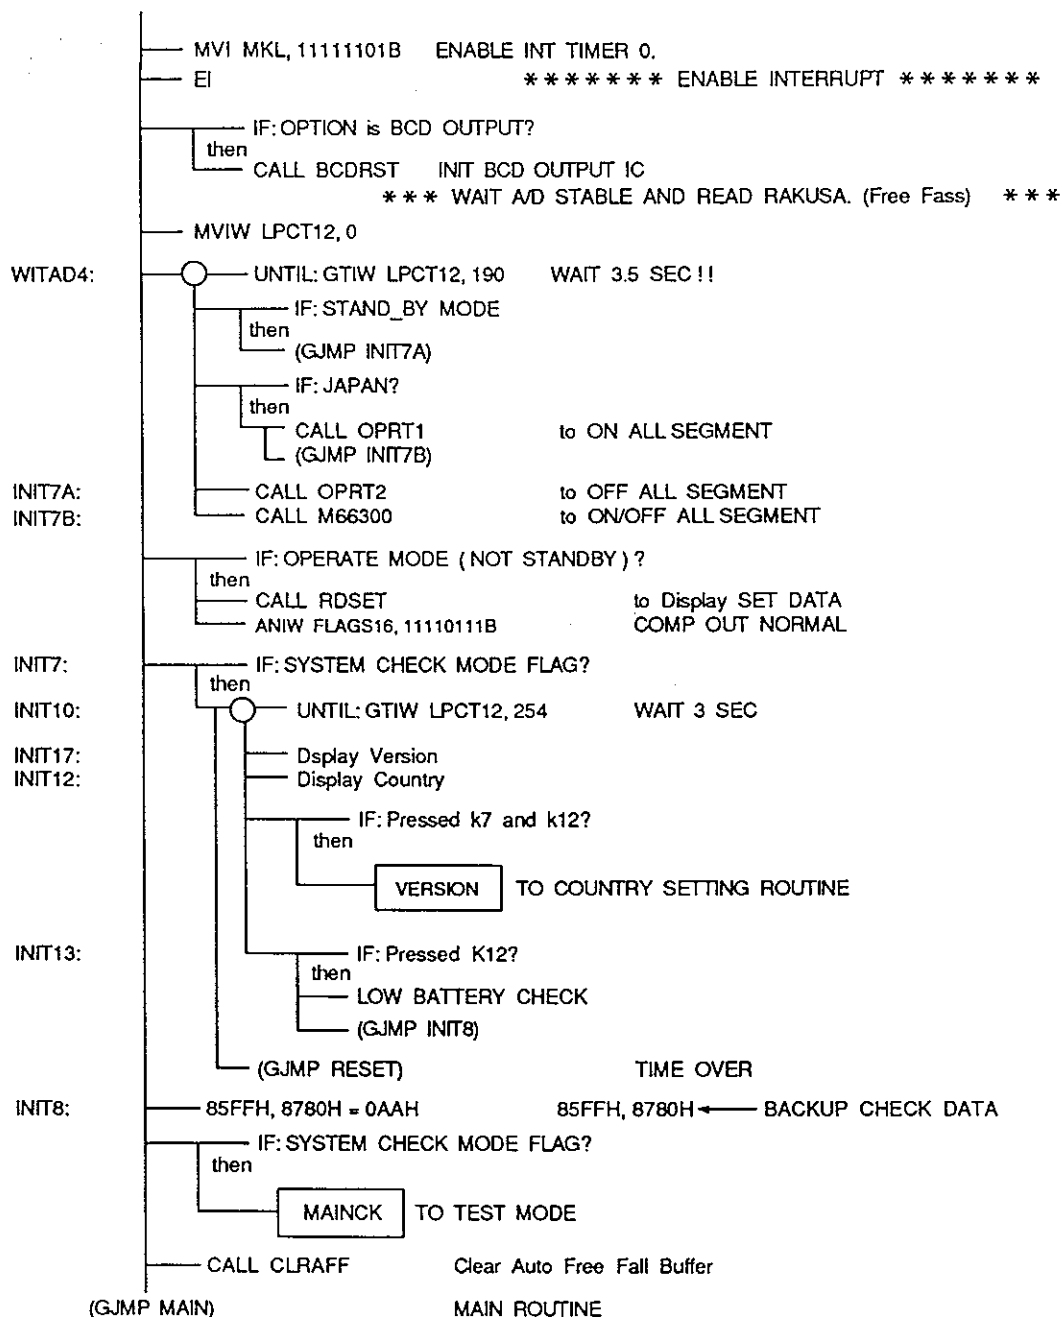 MVI MKL, 11111101B ENABLE INT TIMER 0.
EI ******* ENABLE INTERRUPT *******
IF: OPTION is BCD OUTPUT?
then
CALL BCDRST INIT BCD OUTPUT IC
*** WAIT A/D STABLE AND READ RAKUSA. (Free Fass) ***
MVIW LPCT12, 0
WITAD4: UNTIL: GTIW LPCT12, 190 WAIT 3.5 SEC !!
IF: STAND_BY MODE
then
(GJMP INIT7A)
IF: JAPAN?
then
CALL OPRT1 to ON ALL SEGMENT
(GJMP INIT7B)
INIT7A: CALL OPRT2 to OFF ALL SEGMENT
INIT7B: CALL M66300 to ON/OFF ALL SEGMENT
IF: OPERATE MODE ( NOT STANDBY ) ?
then
CALL RDSET to Display SET DATA
ANIW FLAGS16, 11110111B COMP OUT NORMAL
INIT7: IF: SYSTEM CHECK MODE FLAG?
then
INIT10: UNTIL: GTIW LPCT12, 254 WAIT 3 SEC
INIT17: Dsplay Version
INIT12: Display Country
IF: Pressed k7 and k12?
then
VERSION TO COUNTRY SETTING ROUTINE
INIT13: IF: Pressed K12?
then
LOW BATTERY CHECK
(GJMP INIT8)
(GJMP RESET) TIME OVER
INIT8: 85FFH, 8780H = 0AAH 85FFH, 8780H ← BACKUP CHECK DATA
IF: SYSTEM CHECK MODE FLAG?
then
MAINCK TO TEST MODE
CALL CLRAFF Clear Auto Free Fall Buffer
(GJMP MAIN) MAIN ROUTINE